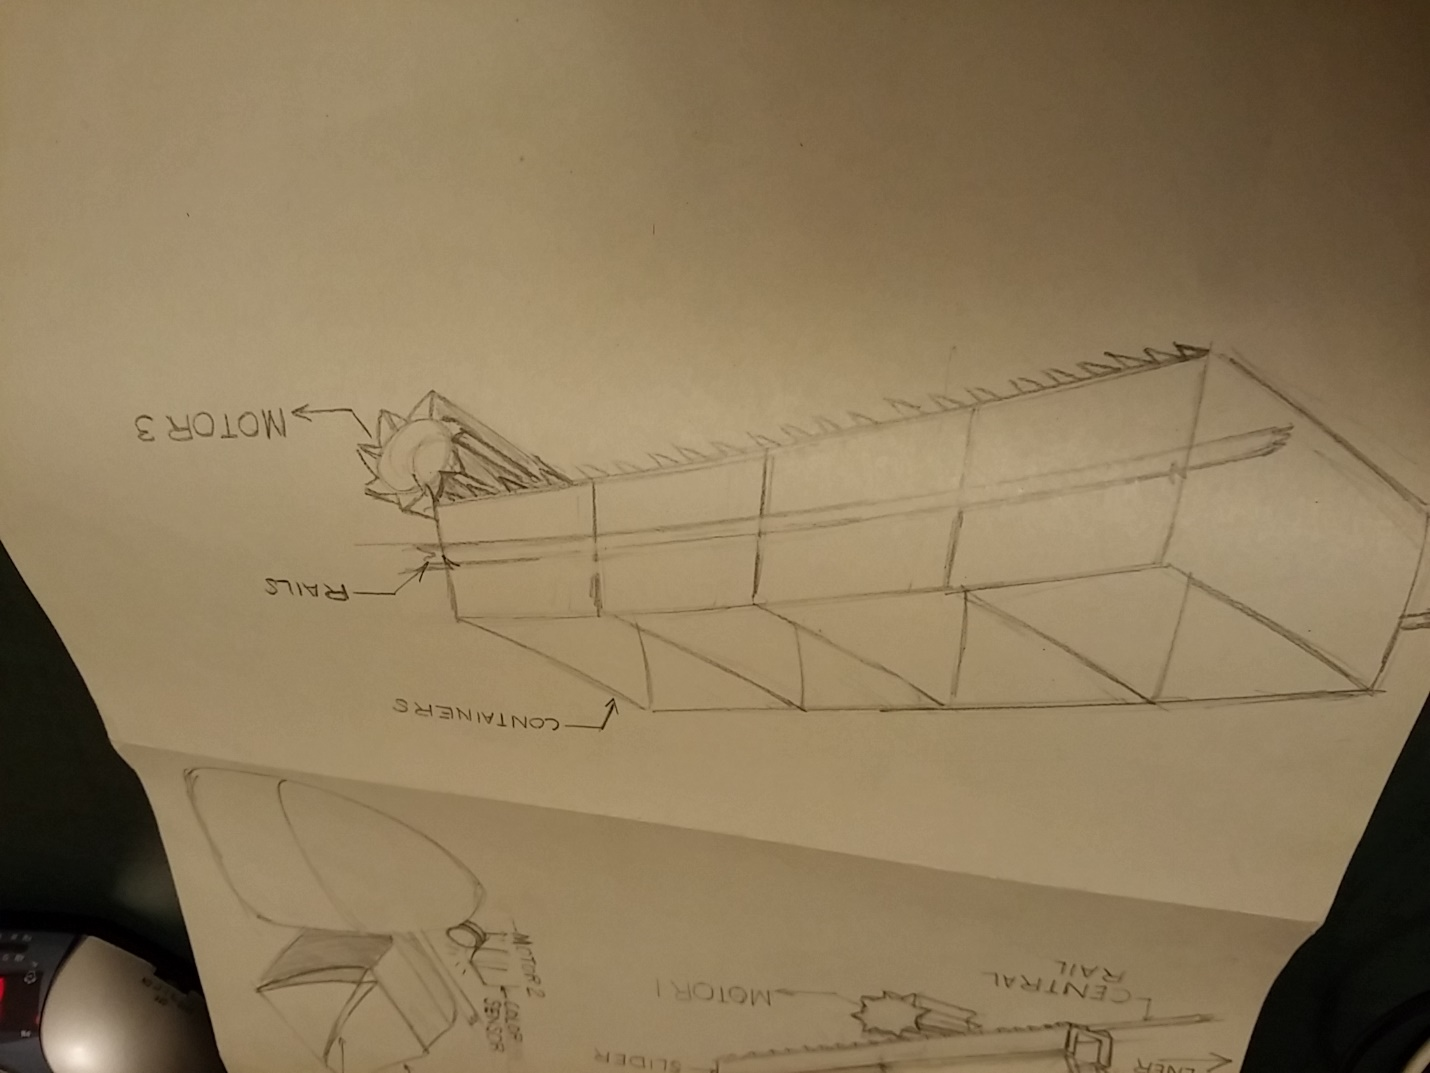 SLIDER
MOTOR 1
CENTRAL
RAIL
COLOR
SENSOR
MOTOR 2
CONTAINERS
RAILS
MOTOR 3